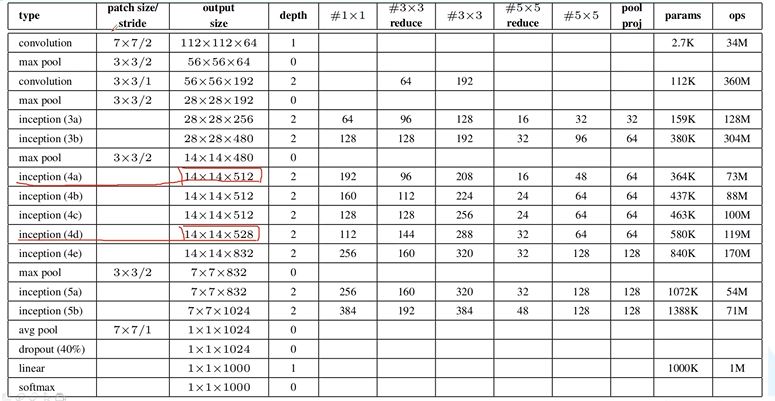 type patch size/ stride output size depth #1×1 #3×3 reduce #3×3 #5×5 reduce #5×5 pool proj params ops
convolution 7×7/2 112×112×64 1 2.7K 34M
max pool 3×3/2 56×56×64 0
convolution 3×3/1 56×56×192 2 64 192 112K 360M
max pool 3×3/2 28×28×192 0
inception (3a) 28×28×256 2 64 96 128 16 32 32 159K 128M
inception (3b) 28×28×480 2 128 128 192 32 96 64 380K 304M
max pool 3×3/2 14×14×480 0
inception (4a) 14×14×512 2 192 96 208 16 48 64 364K 73M
inception (4b) 14×14×512 2 160 112 224 24 64 64 437K 88M
inception (4c) 14×14×512 2 128 128 256 24 64 64 463K 100M
inception (4d) 14×14×528 2 112 144 288 32 64 64 580K 119M
inception (4e) 14×14×832 2 256 160 320 32 128 128 840K 170M
max pool 3×3/2 7×7×832 0
inception (5a) 7×7×832 2 256 160 320 32 128 128 1072K 54M
inception (5b) 7×7×1024 2 384 192 384 48 128 128 1388K 71M
avg pool 7×7/1 1×1×1024 0
dropout (40%) 1×1×1024 0
linear 1×1×1000 1 1000K 1M
softmax 1×1×1000 0